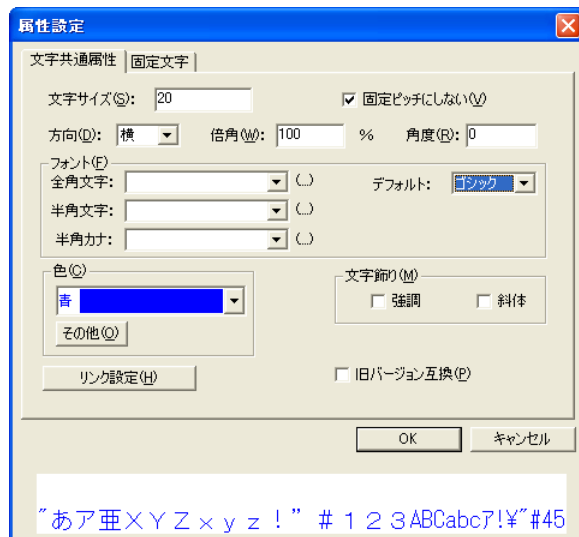 属性設定
文字共通属性 固定文字
文字サイズ(S): 20 固定ピッチにしない(V)
方向(D): 横 倍角(W): 100 % 角度(R): 0
フォント(F)
全角文字: (...) デフォルト: ゴシック
半角文字: (...)
半角カナ: (...)
色(C) 文字飾り(M)
青 強調 斜体
その他(O)
リンク設定(H) 旧バージョン互換(P)
OK キャンセル
"あア亜ＸＹＺｘｙｚ！”＃１２３ABCabcｱ!¥"#45